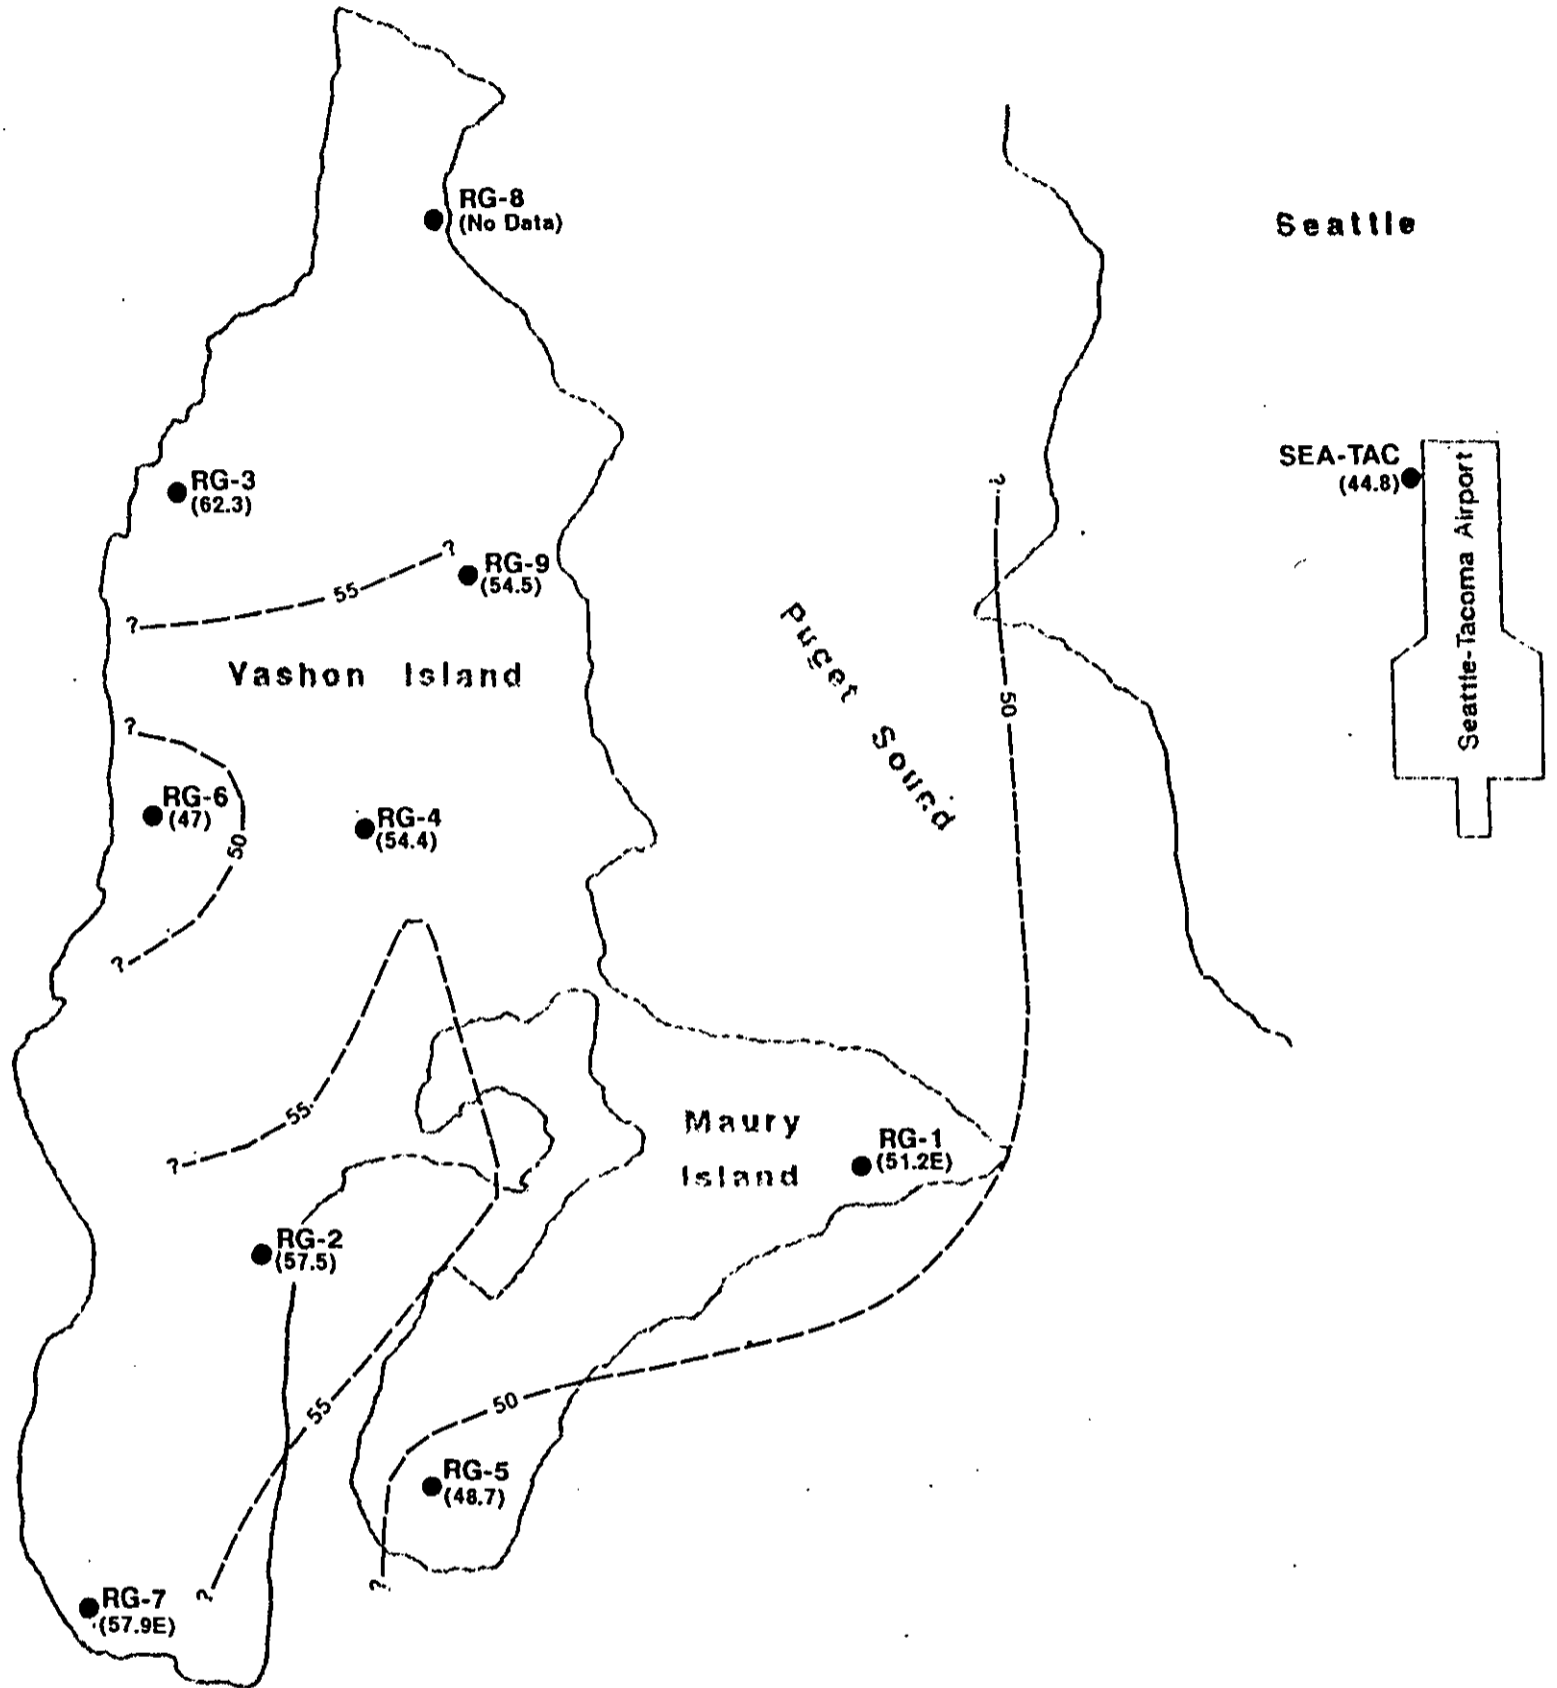 RG-8
(No Data)
Seattle
SEA-TAC
(44.8)
Seattle-Tacoma Airport
RG-3
(62.3)
?
?
RG-9
(54.5)
55
?
Vashon Island
Puget Sound
50
?
RG-6
(47)
RG-4
(54.4)
50
?
55
?
Maury
Island
RG-1
(51.2E)
RG-2
(57.5)
55
50
RG-5
(48.7)
?
?
RG-7
(57.9E)